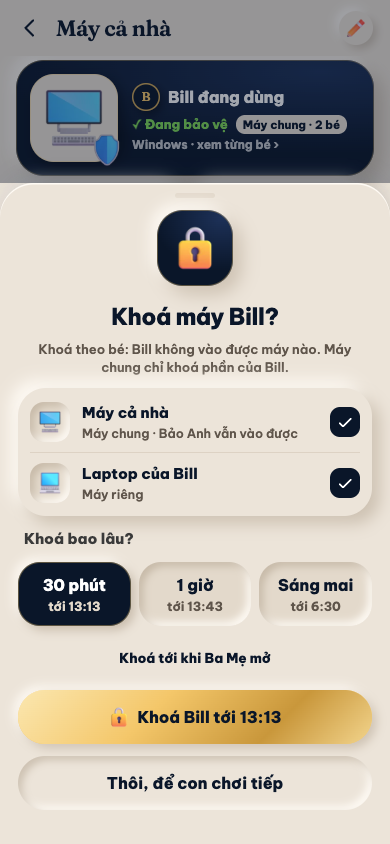 Máy cả nhà
B Bill đang dùng
✓ Đang bảo vệ Máy chung · 2 bé
Windows · xem từng bé ›
Khoá máy Bill?
Khoá theo bé: Bill không vào được máy nào. Máy
chung chỉ khoá phần của Bill.
Máy cả nhà
Máy chung · Bảo Anh vẫn vào được
Laptop của Bill
Máy riêng
Khoá bao lâu?
30 phút
tới 13:13
1 giờ
tới 13:43
Sáng mai
tới 6:30
Khoá tới khi Ba Mẹ mở
Khoá Bill tới 13:13
Thôi, để con chơi tiếp